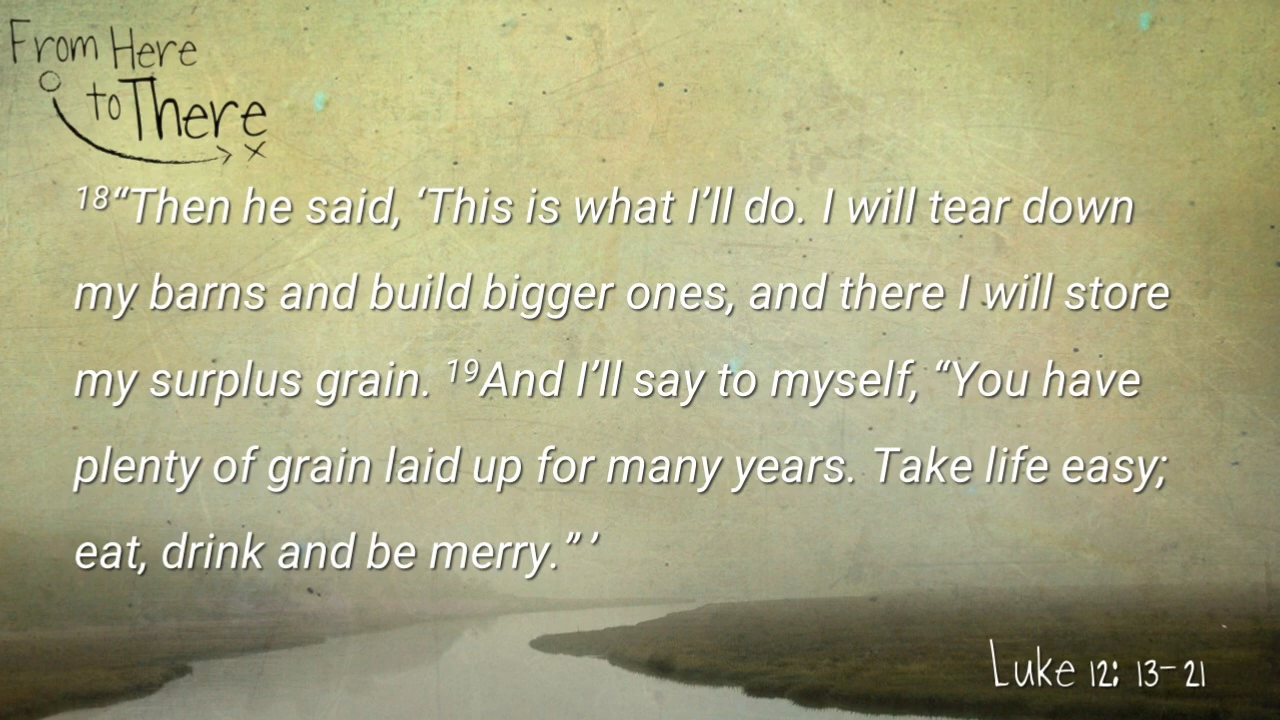 From Here
to There
18“Then he said, ‘This is what I’ll do. I will tear down
my barns and build bigger ones, and there I will store
my surplus grain. 19And I’ll say to myself, “You have
plenty of grain laid up for many years. Take life easy;
eat, drink and be merry.” ’
Luke 12: 13-21